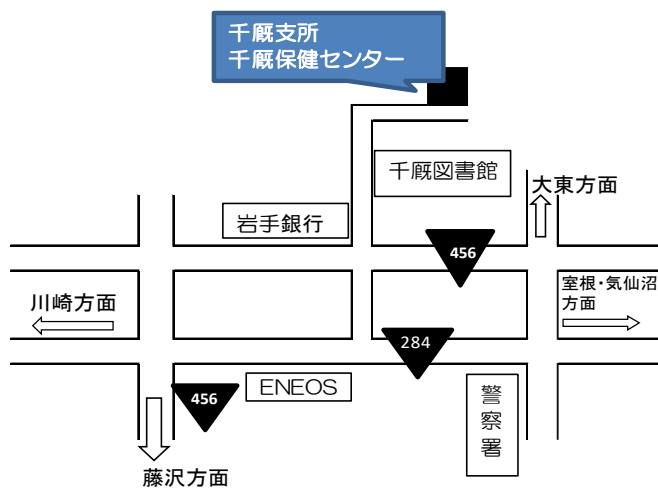 千厩支所
千厩保健センター
千厩図書館
大東方面
岩手銀行
456
室根・気仙沼
方面
川崎方面
284
ENEOS
456
警
察
署
藤沢方面